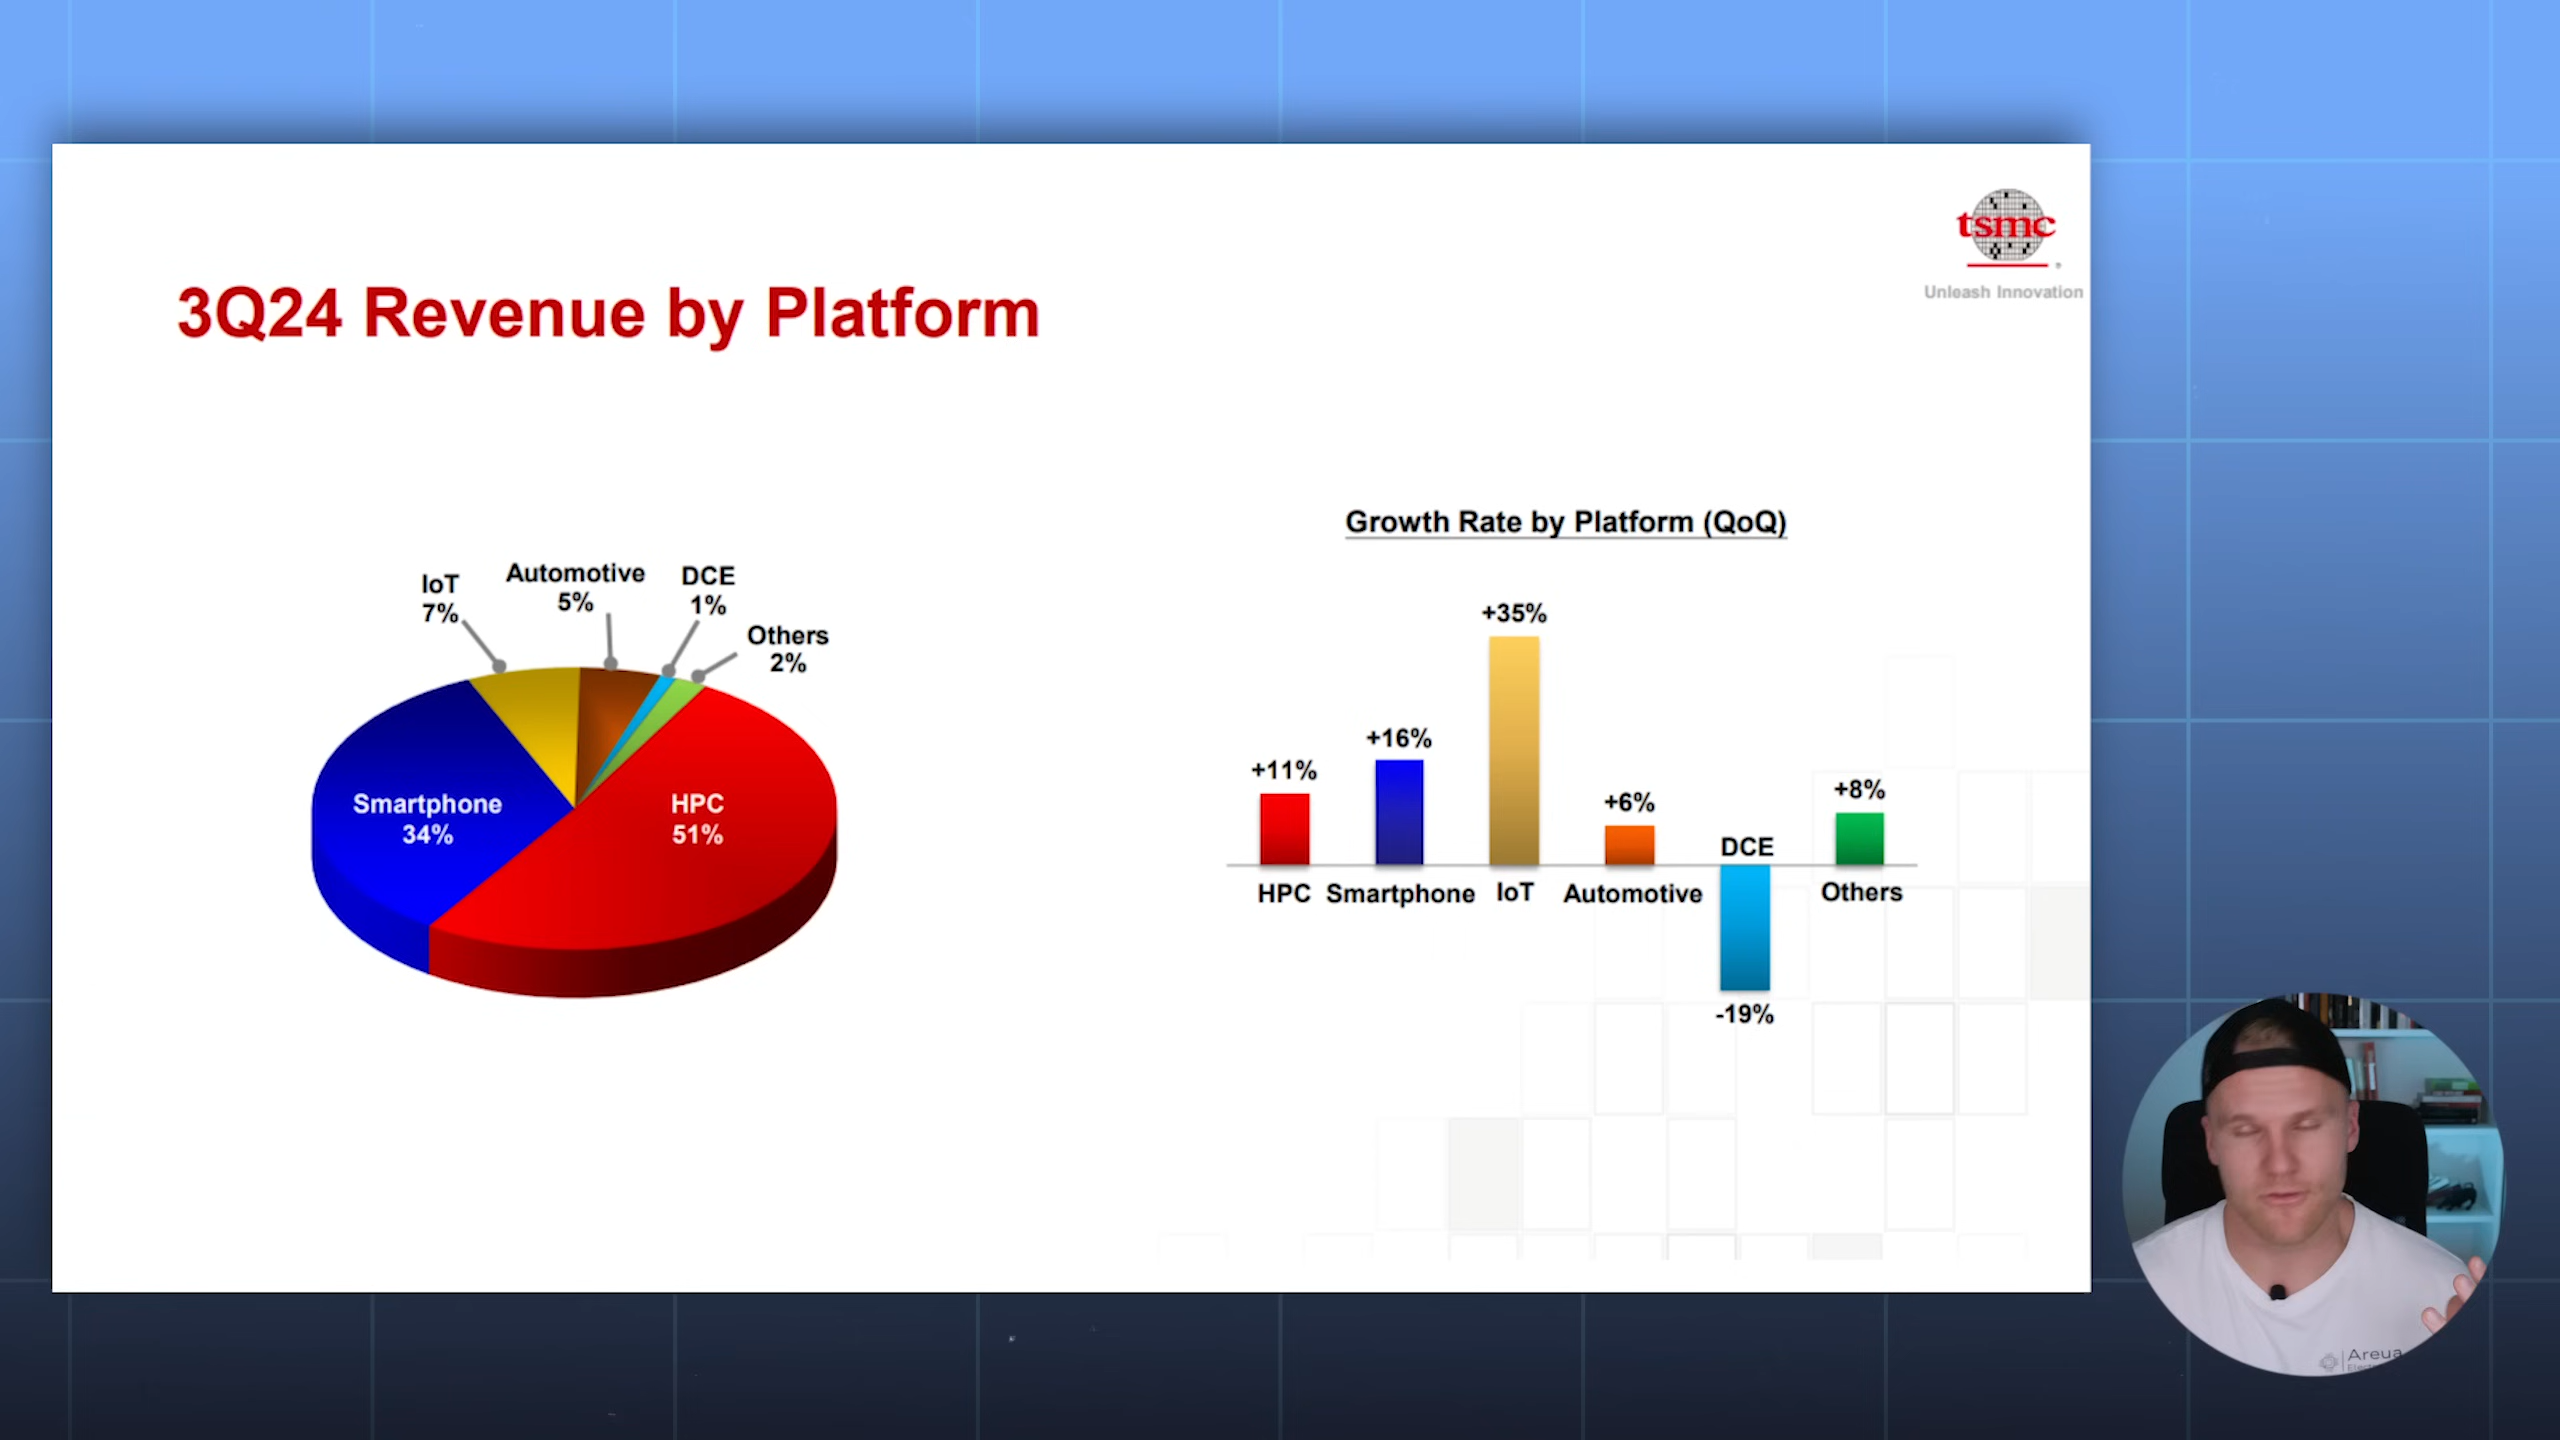 tsmc
Unleash Innovation
3Q24 Revenue by Platform
Growth Rate by Platform (QoQ)
IoT
7%
Automotive
5%
DCE
1%
Others
2%
Smartphone
34%
HPC
51%
+11%
+16%
+35%
+6%
DCE
+8%
HPC Smartphone IoT Automotive Others
-19%
Areua